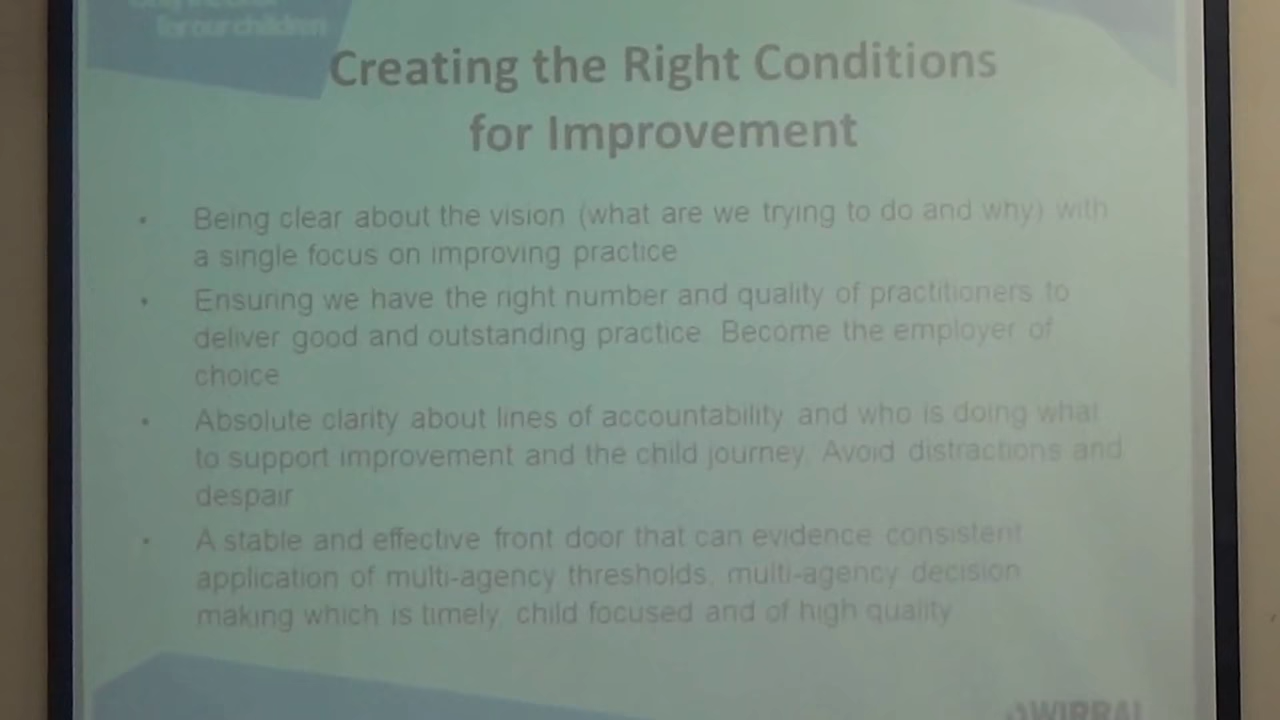 for our children
Creating the Right Conditions
for Improvement
• Being clear about the vision (what are we trying to do and why) with
a single focus on improving practice
• Ensuring we have the right number and quality of practitioners to
deliver good and outstanding practice. Become the employer of
choice
• Absolute clarity about lines of accountability and who is doing what
to support improvement and the child journey. Avoid distractions and
despair
• A stable and effective front door that can evidence consistent
application of multi-agency thresholds, multi-agency decision
making which is timely, child focused and of high quality
WIRRAL